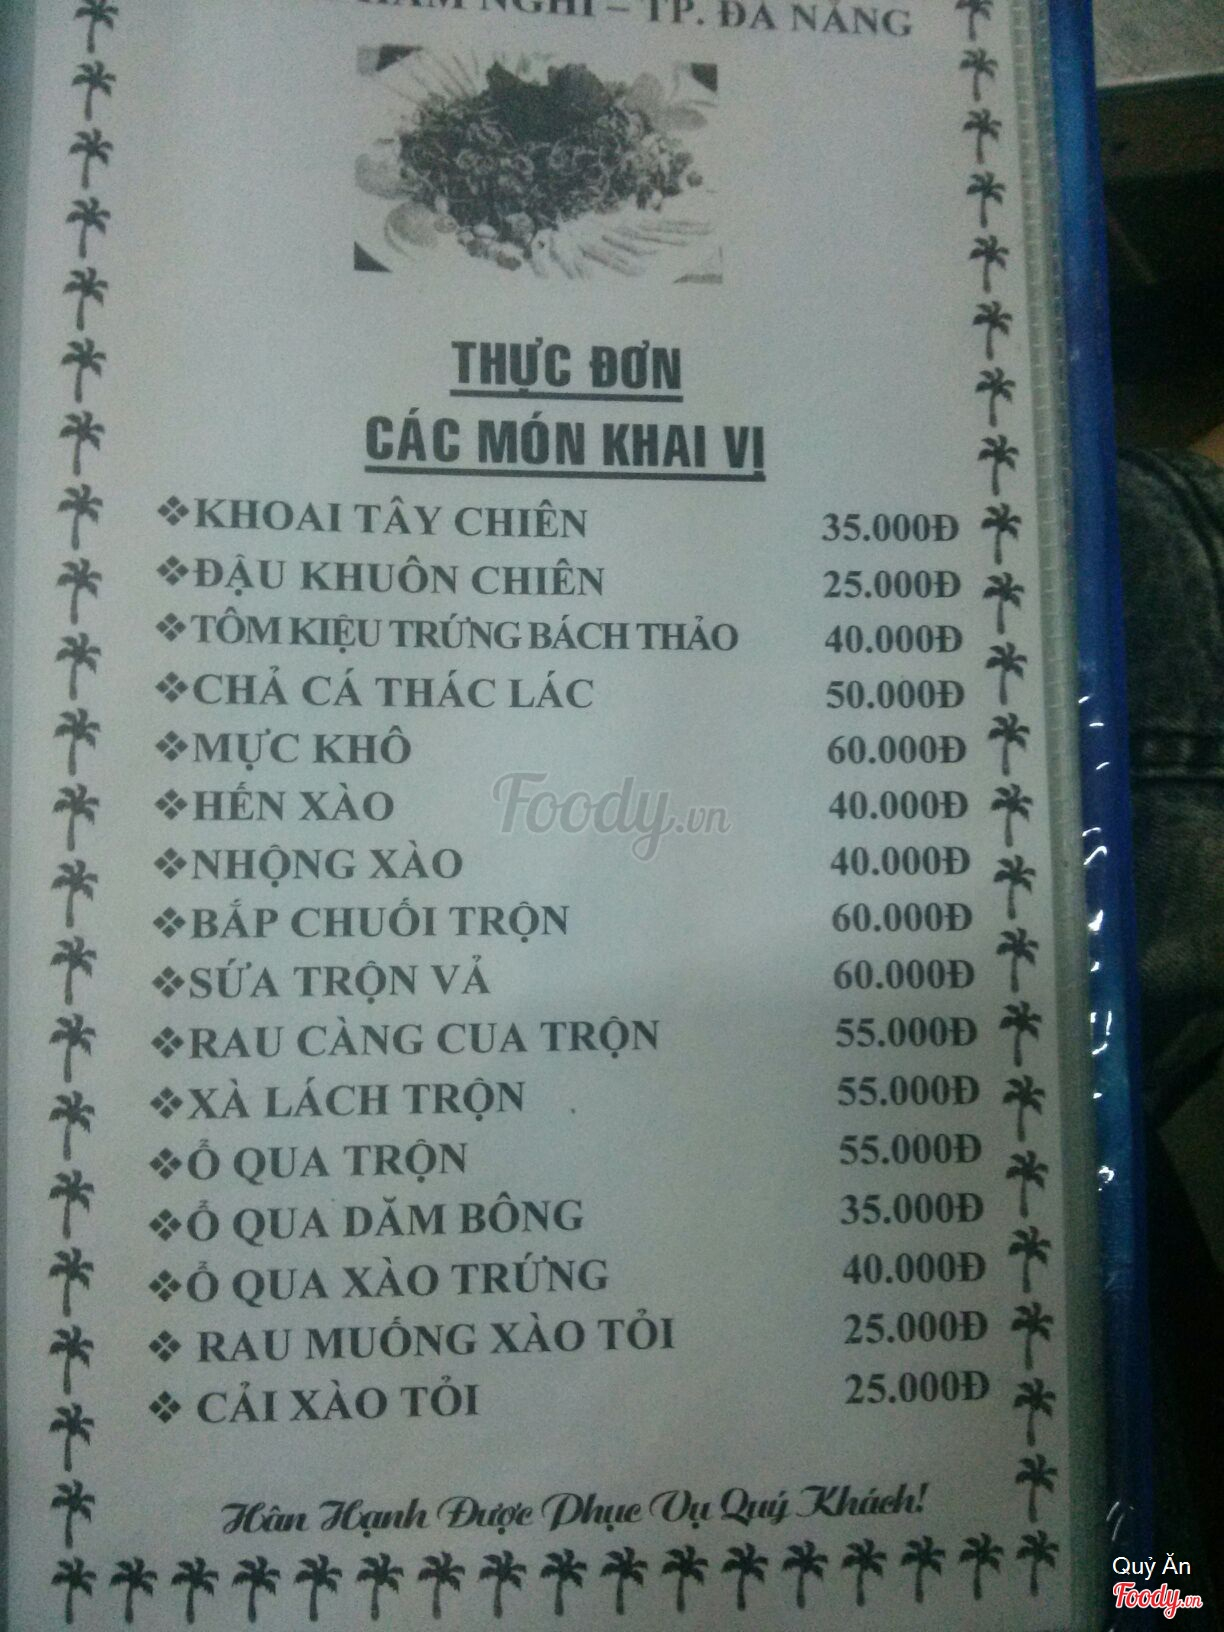 HÀM NGHI – TP. ĐÀ NẴNG
THỰC ĐƠN
CÁC MÓN KHAI VỊ
❖KHOAI TÂY CHIÊN 35.000Đ
❖ĐẬU KHUÔN CHIÊN 25.000Đ
❖TÔM KIỆU TRỨNG BÁCH THẢO 40.000Đ
❖CHẢ CÁ THÁC LÁC 50.000Đ
❖MỰC KHÔ 60.000Đ
❖HẾN XÀO 40.000Đ
❖NHỘNG XÀO 40.000Đ
❖BẮP CHUỐI TRỘN 60.000Đ
❖SỨA TRỘN VẢ 60.000Đ
❖RAU CÀNG CUA TRỘN 55.000Đ
❖XÀ LÁCH TRỘN 55.000Đ
❖Ổ QUA TRỘN 55.000Đ
❖Ổ QUA DĂM BÔNG 35.000Đ
❖Ổ QUA XÀO TRỨNG 40.000Đ
❖ RAU MUỐNG XÀO TỎI 25.000Đ
❖ CẢI XÀO TỎI 25.000Đ
Hân Hạnh Được Phục Vụ Quý Khách!
Foody.vn
Quỷ Ăn
Foody.vn